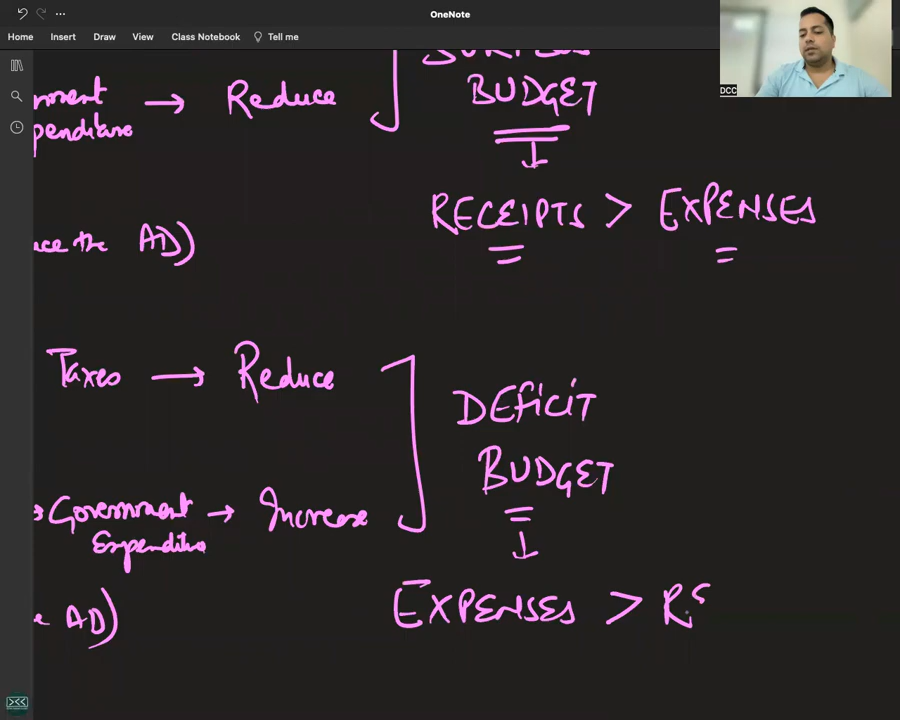 OneNote
Home Insert Draw View Class Notebook Tell me
DCC
BUDGET
→ Reduce
RECEIPTS > EXPENSES
AD)
Taxes → Reduce
DEFICIT
BUDGET
→ Government → Increase
EXPENSES >
AD)